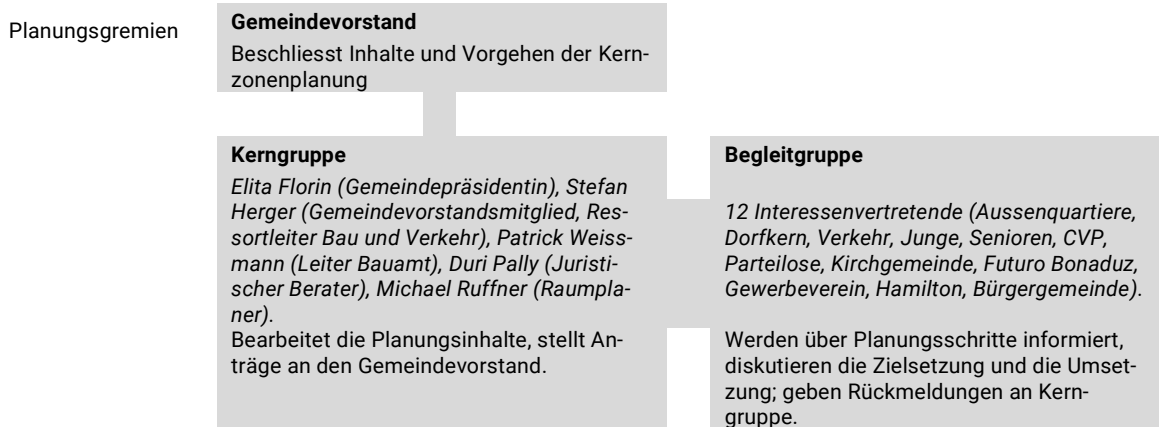 Planungsgremien
Gemeindevorstand
Beschliesst Inhalte und Vorgehen der Kern-
zonenplanung
Kerngruppe
Elita Florin (Gemeindepräsidentin), Stefan
Herger (Gemeindevorstandsmitglied, Res-
sortleiter Bau und Verkehr), Patrick Weiss-
mann (Leiter Bauamt), Duri Pally (Juristi-
scher Berater), Michael Ruffner (Raumpla-
ner).
Bearbeitet die Planungsinhalte, stellt An-
träge an den Gemeindevorstand.
Begleitgruppe
12 Interessenvertretende (Aussenquartiere,
Dorfkern, Verkehr, Junge, Senioren, CVP,
Parteilose, Kirchgemeinde, Futuro Bonaduz,
Gewerbeverein, Hamilton, Bürgergemeinde).
Werden über Planungsschritte informiert,
diskutieren die Zielsetzung und die Umset-
zung; geben Rückmeldungen an Kern-
gruppe.